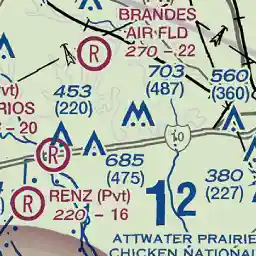 BRANDES
AIR FLD
270 - 22
R
703
(487)
560
(360)
vt)
453
(220)
RIOS
- 20
10
R
685
(475)
380
(227)
R
RENZ (Pvt)
220 - 16
12
ATTWATER PRAIRIE
CHICKEN NATIONAL